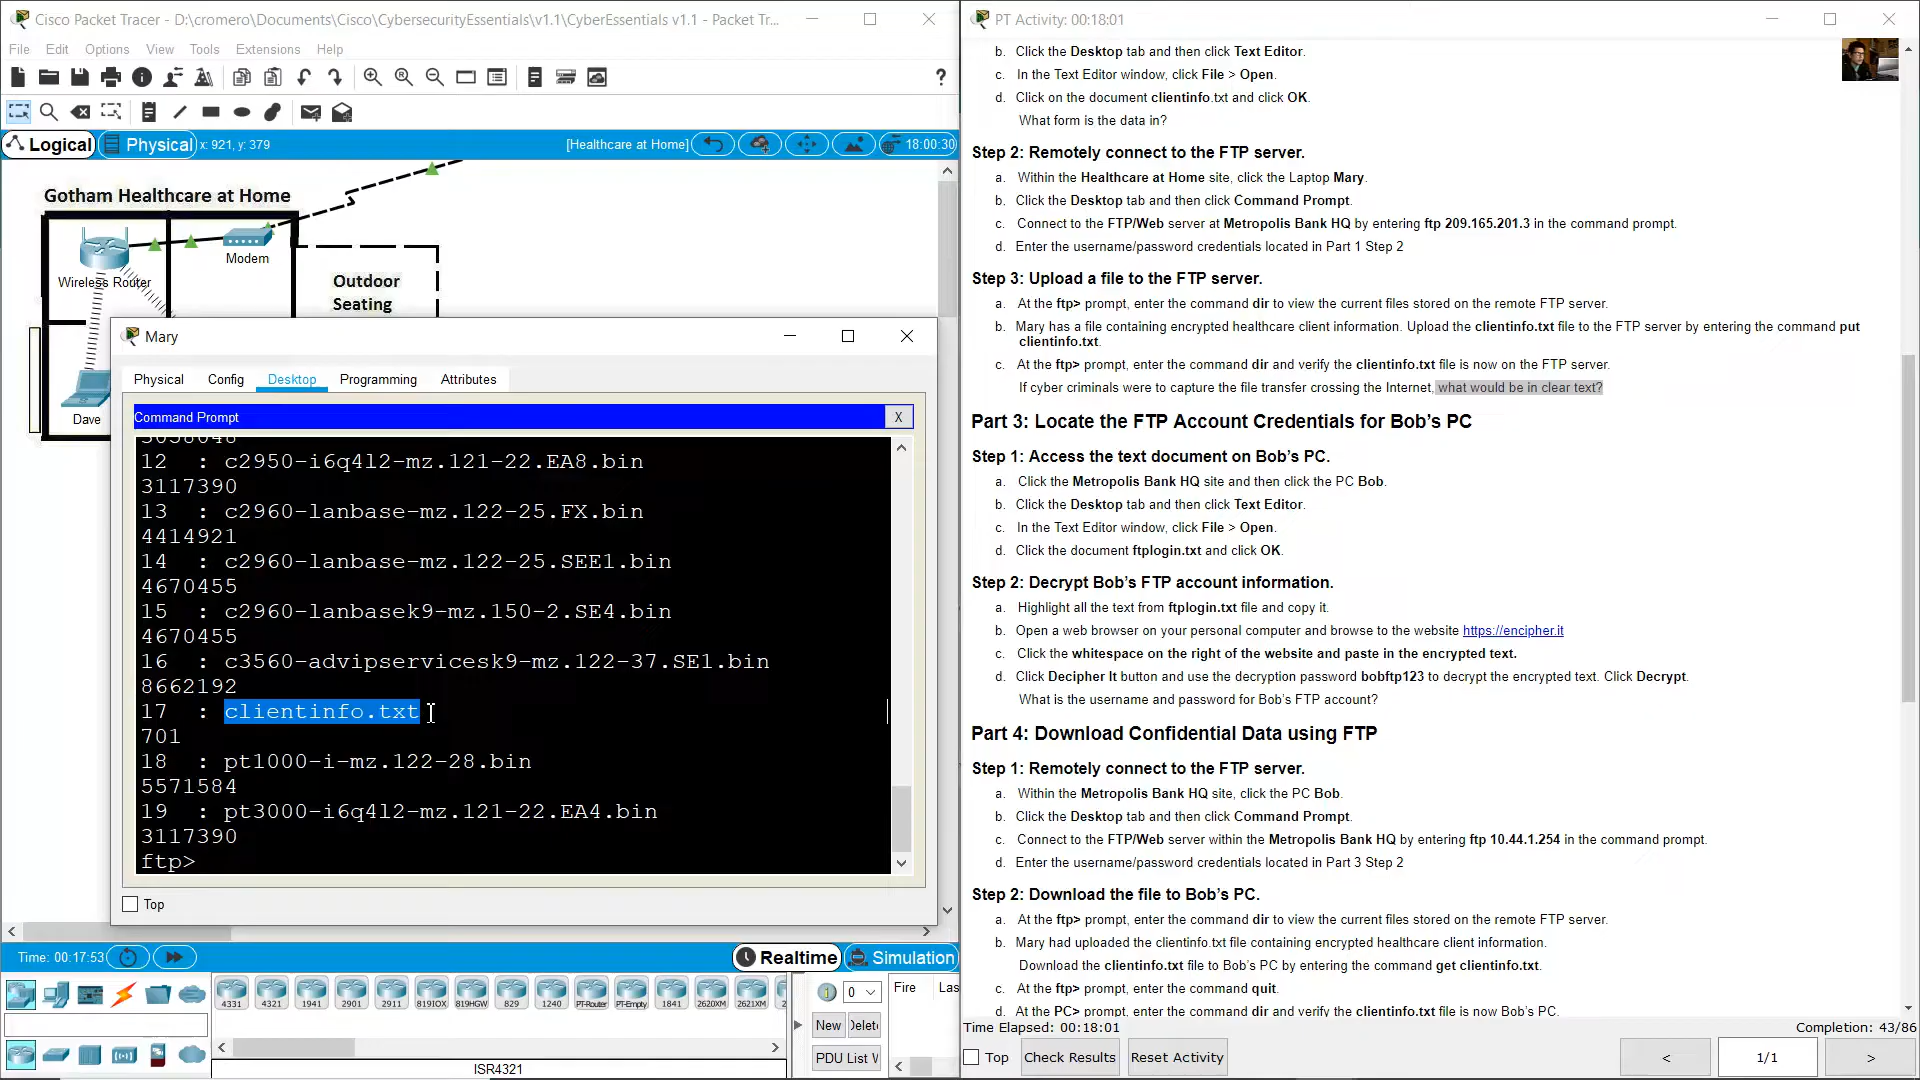 Cisco Packet Tracer - D:\cromero\Documents\Cisco\CybersecurityEssentials\v1.1\CyberEssentials v1.1 - Packet Tr...
File Edit Options View Tools Extensions Help
?
Logical Physical x: 921, y: 379 [Healthcare at Home] 18:00:30
Gotham Healthcare at Home
Modem
Wireless Router
Outdoor
Seating
Dave
Mary
Physical Config Desktop Programming Attributes
Command Prompt X
3058048
12 : c2950-i6q4l2-mz.121-22.EA8.bin
3117390
13 : c2960-lanbase-mz.122-25.FX.bin
4414921
14 : c2960-lanbase-mz.122-25.SEE1.bin
4670455
15 : c2960-lanbasek9-mz.150-2.SE4.bin
4670455
16 : c3560-advipservicesk9-mz.122-37.SE1.bin
8662192
17 : clientinfo.txt
701
18 : pt1000-i-mz.122-28.bin
5571584
19 : pt3000-i6q4l2-mz.121-22.EA4.bin
3117390
ftp>
Top
Time: 00:17:53 Realtime Simulation
4331 4321 1941 2901 2911 819IOX 819HGW 829 1240 PT-Router PT-Empty 1841 2620XM 2621XM
0 Fire Las
New Delet
PDU List W
ISR4321
PT Activity: 00:18:01
b. Click the Desktop tab and then click Text Editor.
c. In the Text Editor window, click File > Open.
d. Click on the document clientinfo.txt and click OK.
What form is the data in?
Step 2: Remotely connect to the FTP server.
a. Within the Healthcare at Home site, click the Laptop Mary.
b. Click the Desktop tab and then click Command Prompt.
c. Connect to the FTP/Web server at Metropolis Bank HQ by entering ftp 209.165.201.3 in the command prompt.
d. Enter the username/password credentials located in Part 1 Step 2
Step 3: Upload a file to the FTP server.
a. At the ftp> prompt, enter the command dir to view the current files stored on the remote FTP server.
b. Mary has a file containing encrypted healthcare client information. Upload the clientinfo.txt file to the FTP server by entering the command put
clientinfo.txt.
c. At the ftp> prompt, enter the command dir and verify the clientinfo.txt file is now on the FTP server.
If cyber criminals were to capture the file transfer crossing the Internet, what would be in clear text?
Part 3: Locate the FTP Account Credentials for Bob’s PC
Step 1: Access the text document on Bob’s PC.
a. Click the Metropolis Bank HQ site and then click the PC Bob.
b. Click the Desktop tab and then click Text Editor.
c. In the Text Editor window, click File > Open.
d. Click the document ftplogin.txt and click OK.
Step 2: Decrypt Bob’s FTP account information.
a. Highlight all the text from ftplogin.txt file and copy it.
b. Open a web browser on your personal computer and browse to the website https://encipher.it
c. Click the whitespace on the right of the website and paste in the encrypted text.
d. Click Decipher It button and use the decryption password bobftp123 to decrypt the encrypted text. Click Decrypt.
What is the username and password for Bob’s FTP account?
Part 4: Download Confidential Data using FTP
Step 1: Remotely connect to the FTP server.
a. Within the Metropolis Bank HQ site, click the PC Bob.
b. Click the Desktop tab and then click Command Prompt.
c. Connect to the FTP/Web server within the Metropolis Bank HQ by entering ftp 10.44.1.254 in the command prompt.
d. Enter the username/password credentials located in Part 3 Step 2
Step 2: Download the file to Bob’s PC.
a. At the ftp> prompt, enter the command dir to view the current files stored on the remote FTP server.
b. Mary had uploaded the clientinfo.txt file containing encrypted healthcare client information.
Download the clientinfo.txt file to Bob’s PC by entering the command get clientinfo.txt.
c. At the ftp> prompt, enter the command quit.
d. At the PC> prompt, enter the command dir and verify the clientinfo.txt file is now Bob’s PC.
Time Elapsed: 00:18:01 Completion: 43/86
Top Check Results Reset Activity < 1/1 >